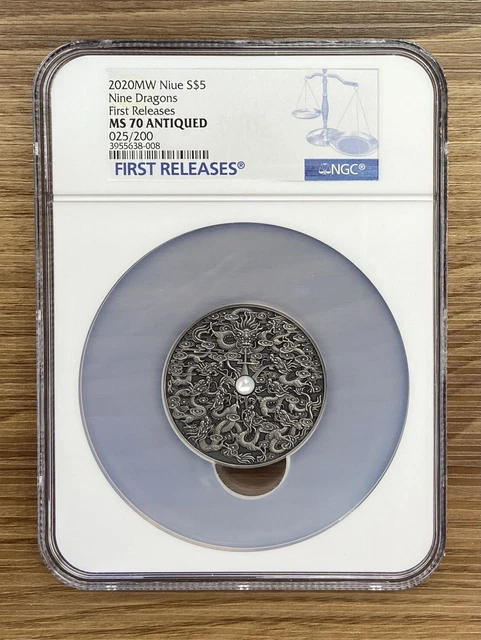 2020MW Niue S$5
Nine Dragons
First Releases
MS 70 ANTIQUED
025/200
3955638-008
FIRST RELEASES®
NGC®